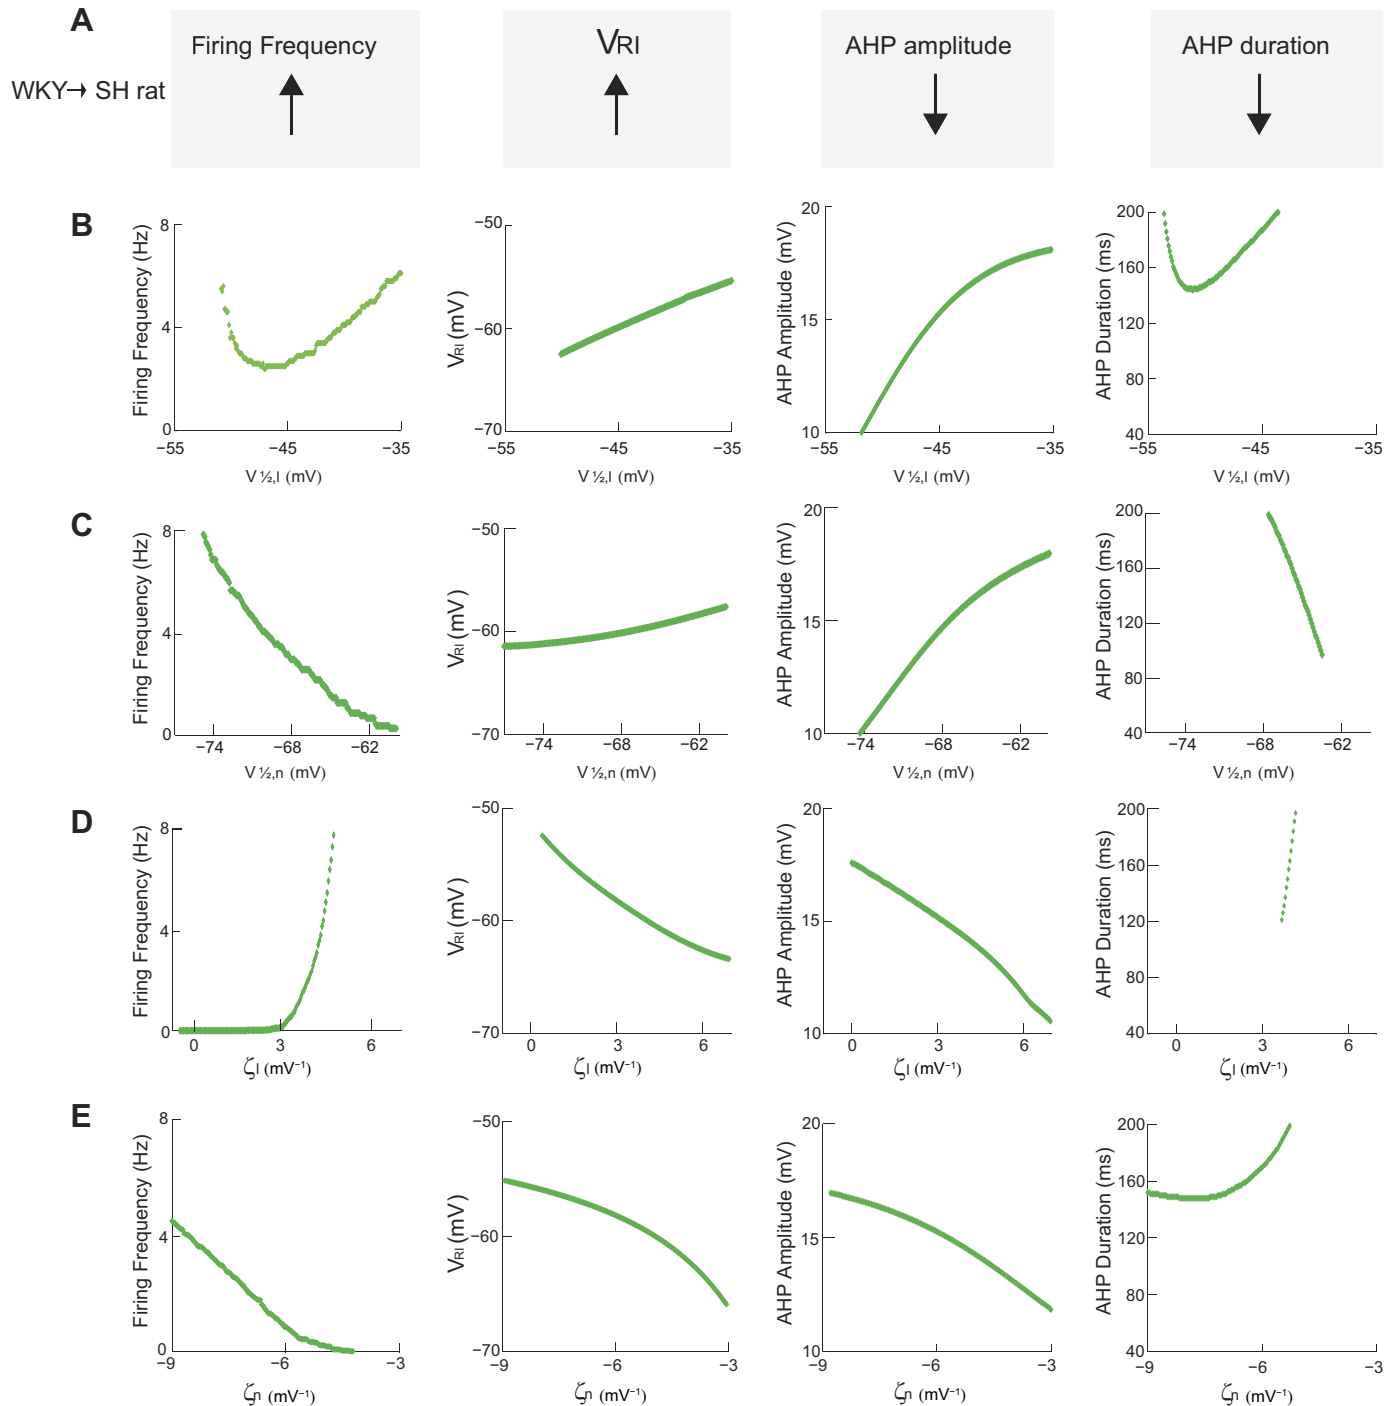 A
Firing Frequency
VRI
AHP amplitude
AHP duration
WKY→ SH rat
B
Firing Frequency (Hz)
8
4
0
−55
−45
−35
V ½,l (mV)
VRI (mV)
−50
−60
−70
−55
−45
−35
V ½,l (mV)
AHP Amplitude (mV)
20
15
10
−55
−45
−35
V ½,l (mV)
AHP Duration (ms)
200
160
120
80
40
−55
−45
−35
V ½,l (mV)
C
Firing Frequency (Hz)
8
4
0
−74
−68
−62
V ½,n (mV)
VRI (mV)
−50
−60
−70
−74
−68
−62
V ½,n (mV)
AHP Amplitude (mV)
20
15
10
−74
−68
−62
V ½,n (mV)
AHP Duration (ms)
200
160
120
80
40
−74
−68
−62
V ½,n (mV)
D
Firing Frequency (Hz)
8
4
0
0
3
6
ζl (mV⁻¹)
VRI (mV)
−50
−60
−70
0
3
6
ζl (mV⁻¹)
AHP Amplitude (mV)
20
15
10
0
3
6
ζl (mV⁻¹)
AHP Duration (ms)
200
160
120
80
40
0
3
6
ζl (mV⁻¹)
E
Firing Frequency (Hz)
8
4
0
−9
−6
−3
ζn (mV⁻¹)
VRI (mV)
−50
−60
−70
−9
−6
−3
ζn (mV⁻¹)
AHP Amplitude (mV)
20
15
10
−9
−6
−3
ζn (mV⁻¹)
AHP Duration (ms)
200
160
120
80
40
−9
−6
−3
ζn (mV⁻¹)